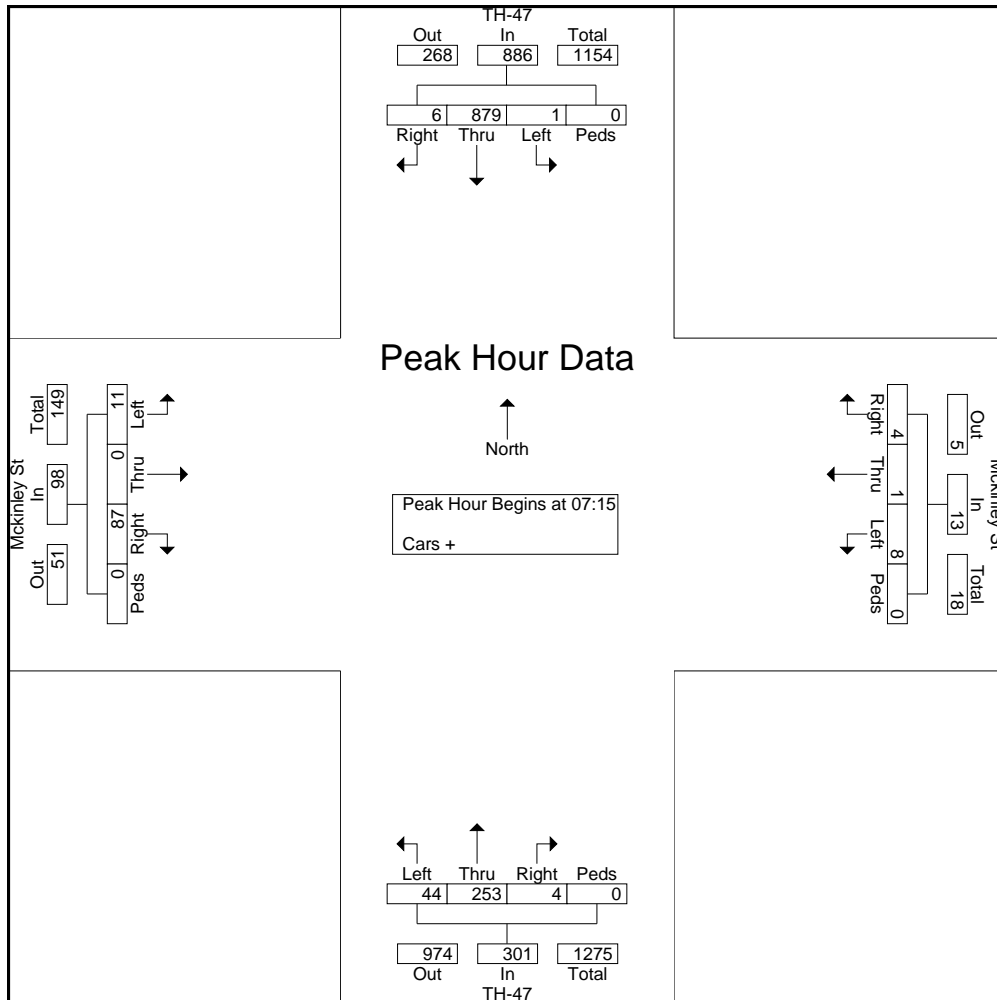 TH-47
Out In Total
268 886 1154
6 879 1 0
Right Thru Left Peds
Peak Hour Data
North
Peak Hour Begins at 07:15
Cars +
Mckinley St
Total In Out
149 98 51
11 0 87 0
Left Thru Right Peds
Mckinley St
Out In Total
5 13 18
4 1 8 0
Right Thru Left Peds
Left Thru Right Peds
44 253 4 0
974 301 1275
Out In Total
TH-47